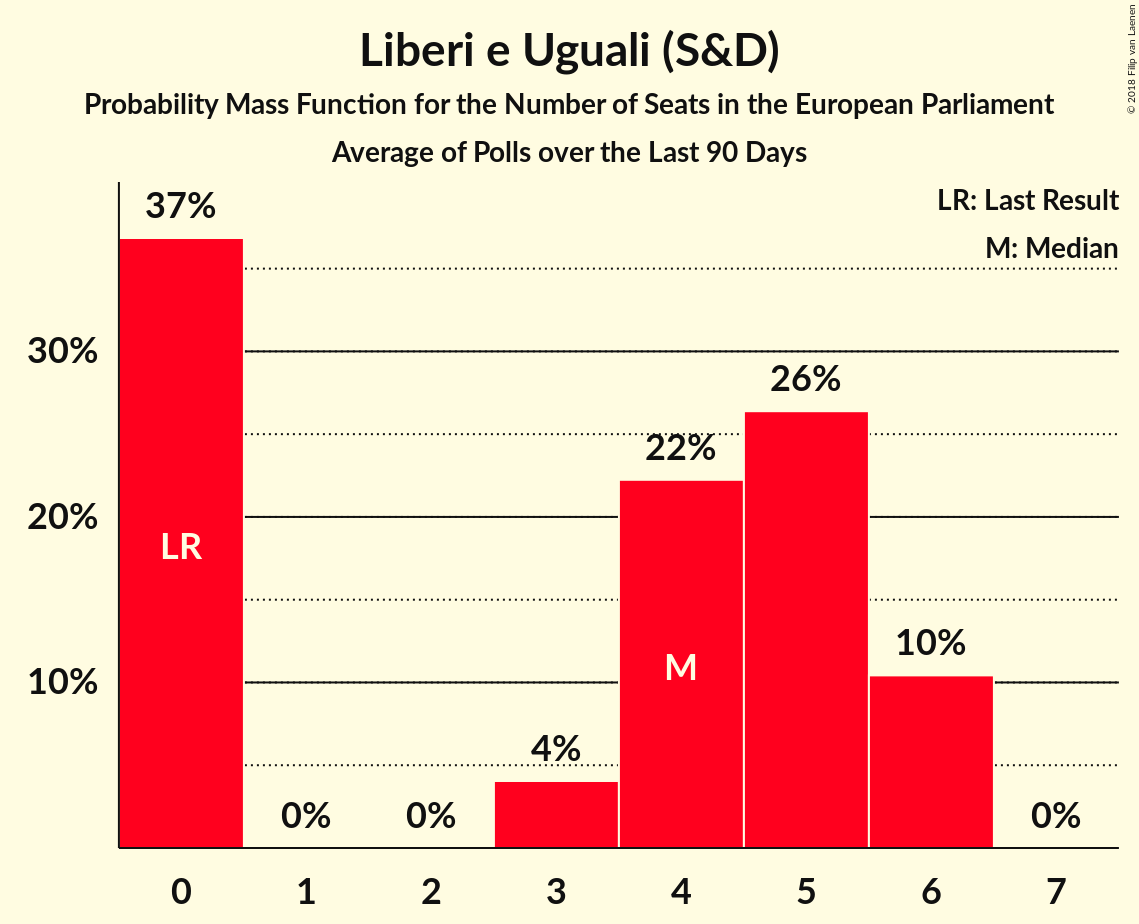 Liberi e Uguali (S&D)
Probability Mass Function for the Number of Seats in the European Parliament
Average of Polls over the Last 90 Days
© 2018 Filip van Laenen
LR: Last Result
M: Median
37%
30%
26%
22%
20%
LR
M
10%
10%
4%
0%
0%
0%
0
1
2
3
4
5
6
7